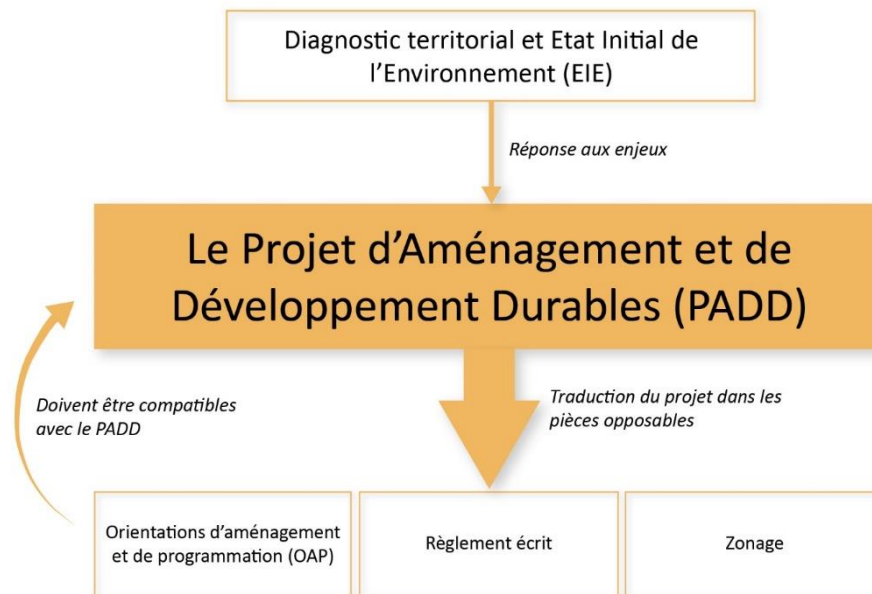 Diagnostic territorial et Etat Initial de
l’Environnement (EIE)
Réponse aux enjeux
Le Projet d’Aménagement et de
Développement Durables (PADD)
Doivent être compatibles
avec le PADD
Traduction du projet dans les
pièces opposables
Orientations d’aménagement
et de programmation (OAP)
Règlement écrit
Zonage